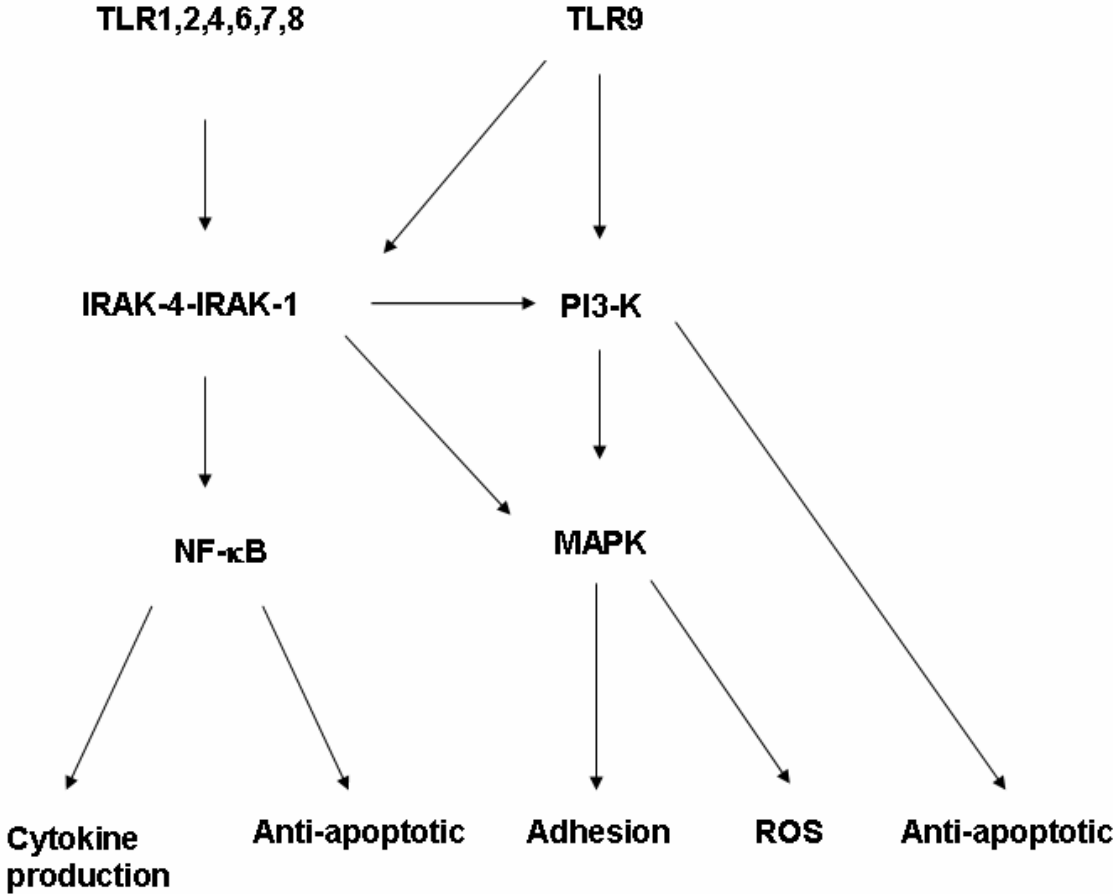 TLR1,2,4,6,7,8
TLR9
IRAK-4-IRAK-1
PI3-K
NF-κB
MAPK
Cytokine
production
Anti-apoptotic
Adhesion
ROS
Anti-apoptotic